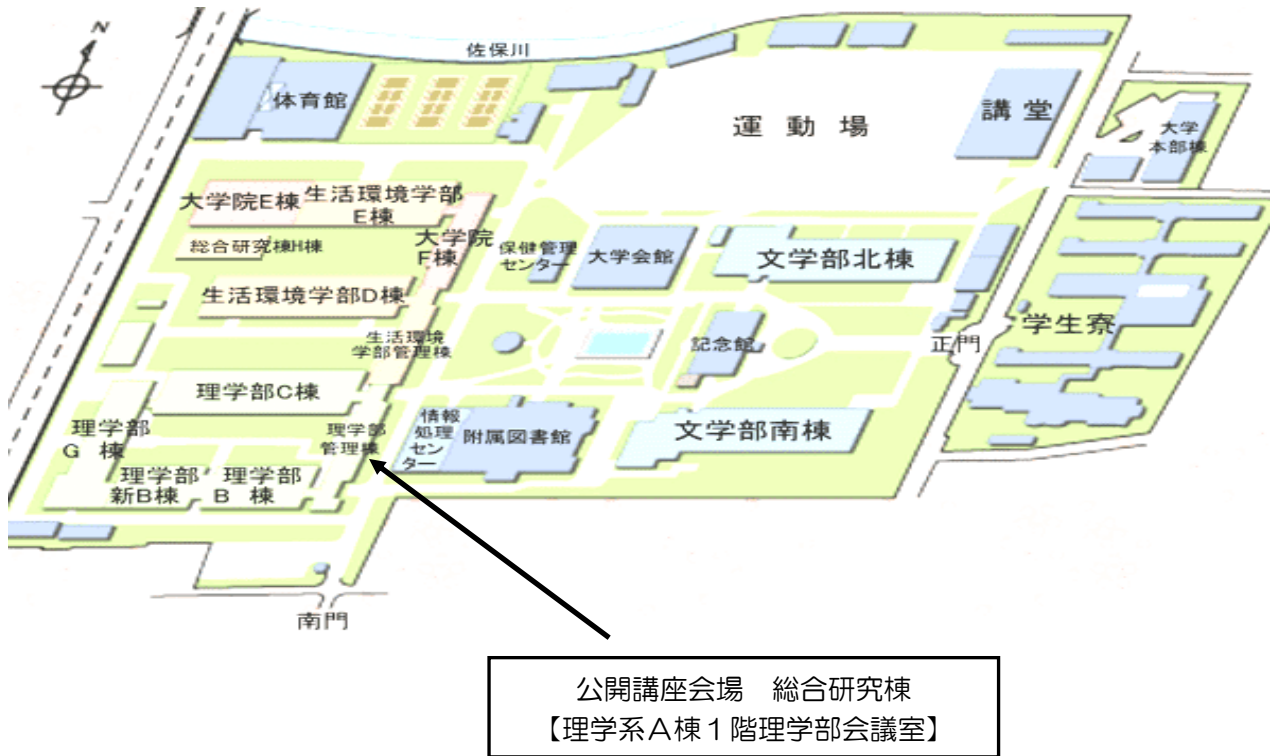 N
佐保川
体育館
運動場
講堂
大学
本部棟
大学院E棟
生活環境学部
E棟
総合研究棟H棟
大学院
F棟
保健管理
センター
大学会館
文学部北棟
生活環境学部D棟
生活環境
学部管理棟
記念館
正門
学生寮
理学部C棟
理学部
G棟
理学部
管理棟
情報
処理
セン
ター
附属図書館
文学部南棟
理学部
新B棟
理学部
B棟
南門
公開講座会場　総合研究棟
【理学系A棟1階理学部会議室】